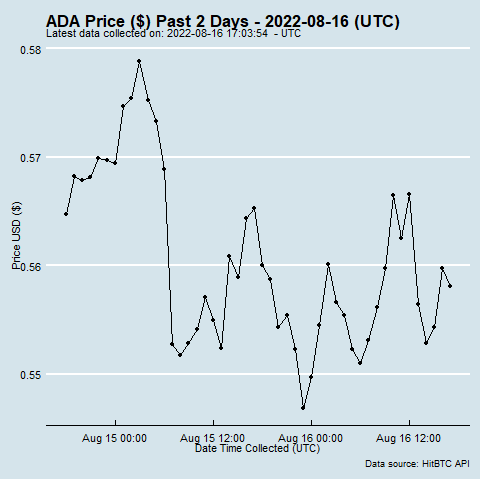 ADA Price ($) Past 2 Days - 2022-08-16 (UTC)
Latest data collected on: 2022-08-16 17:03:54 - UTC
0.58
0.57
0.56
0.55
Price USD ($)
Aug 15 00:00
Aug 15 12:00
Aug 16 00:00
Aug 16 12:00
Date Time Collected (UTC)
Data source: HitBTC API